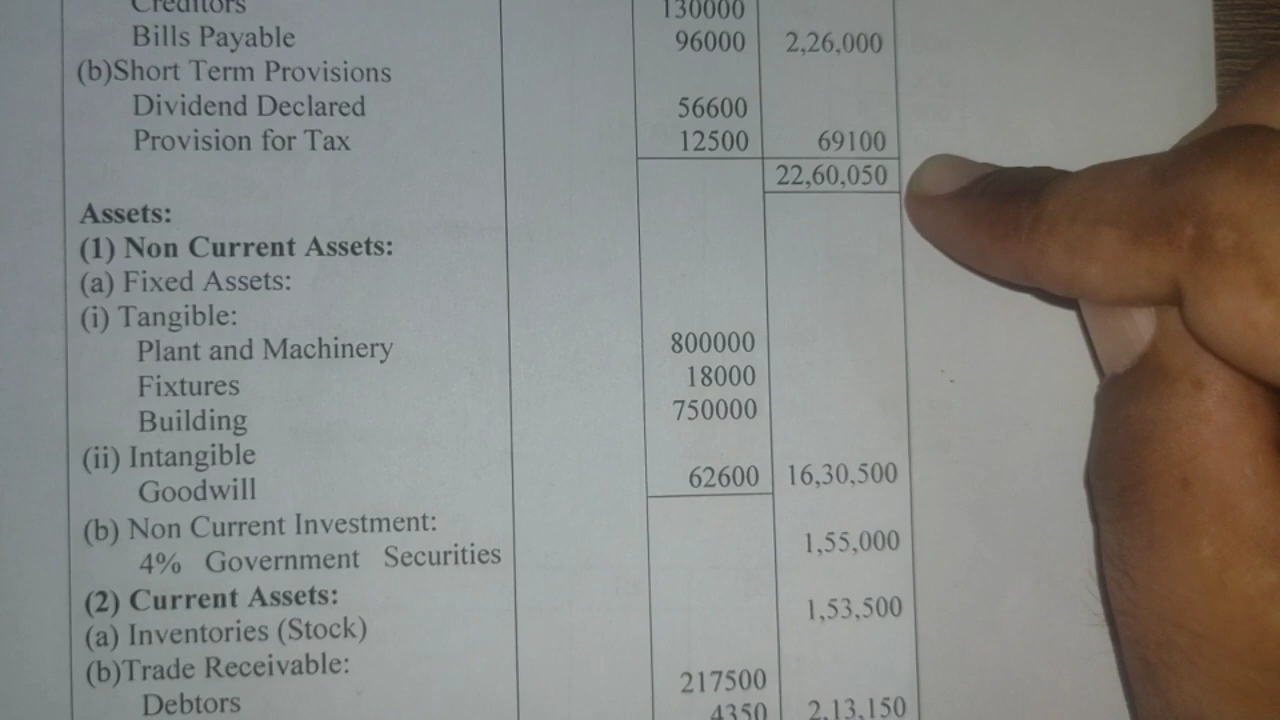 Creditors 130000
Bills Payable 96000 2,26,000
(b)Short Term Provisions
Dividend Declared 56600
Provision for Tax 12500 69100
22,60,050
Assets:
(1) Non Current Assets:
(a) Fixed Assets:
(i) Tangible:
Plant and Machinery 800000
Fixtures 18000
Building 750000
(ii) Intangible
Goodwill 62600 16,30,500
(b) Non Current Investment:
4% Government Securities 1,55,000
(2) Current Assets:
(a) Inventories (Stock) 1,53,500
(b)Trade Receivable:
Debtors 217500
4350 2,13,150